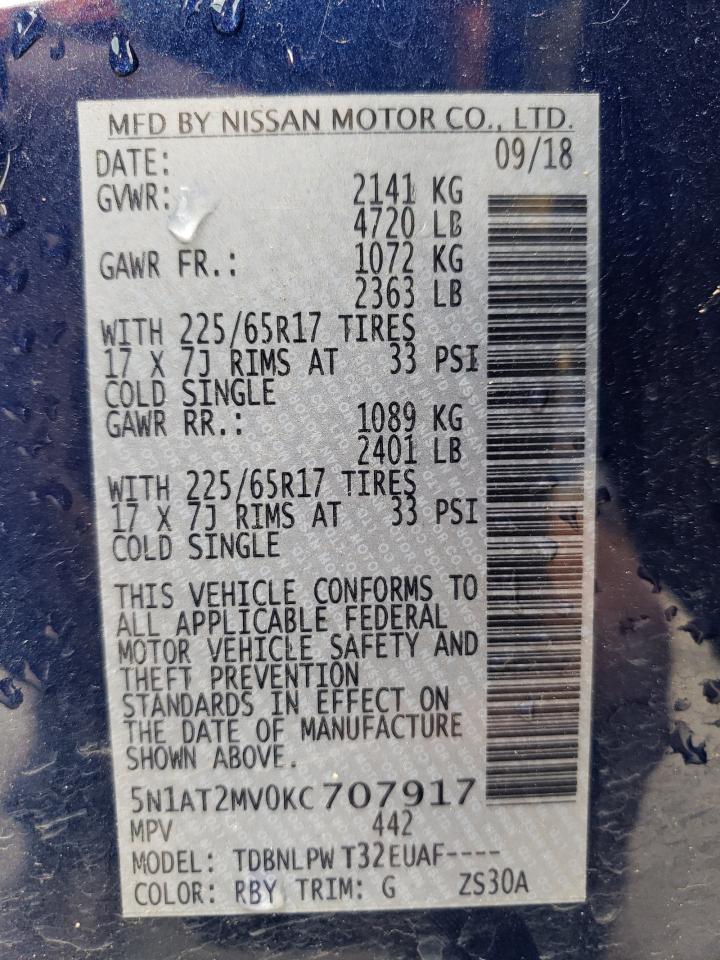 MFD BY NISSAN MOTOR CO., LTD.
DATE: 09/18
GVWR: 2141 KG
4720 LB
GAWR FR.: 1072 KG
2363 LB
WITH 225/65R17 TIRES
17 X 7J RIMS AT 33 PSI
COLD SINGLE
GAWR RR.: 1089 KG
2401 LB
WITH 225/65R17 TIRES
17 X 7J RIMS AT 33 PSI
COLD SINGLE
THIS VEHICLE CONFORMS TO
ALL APPLICABLE FEDERAL
MOTOR VEHICLE SAFETY AND
THEFT PREVENTION
STANDARDS IN EFFECT ON
THE DATE OF MANUFACTURE
SHOWN ABOVE.
5N1AT2MV0KC707917
MPV 442
MODEL: TDBNLPW T32EUAF----
COLOR: RBY TRIM: G ZS30A